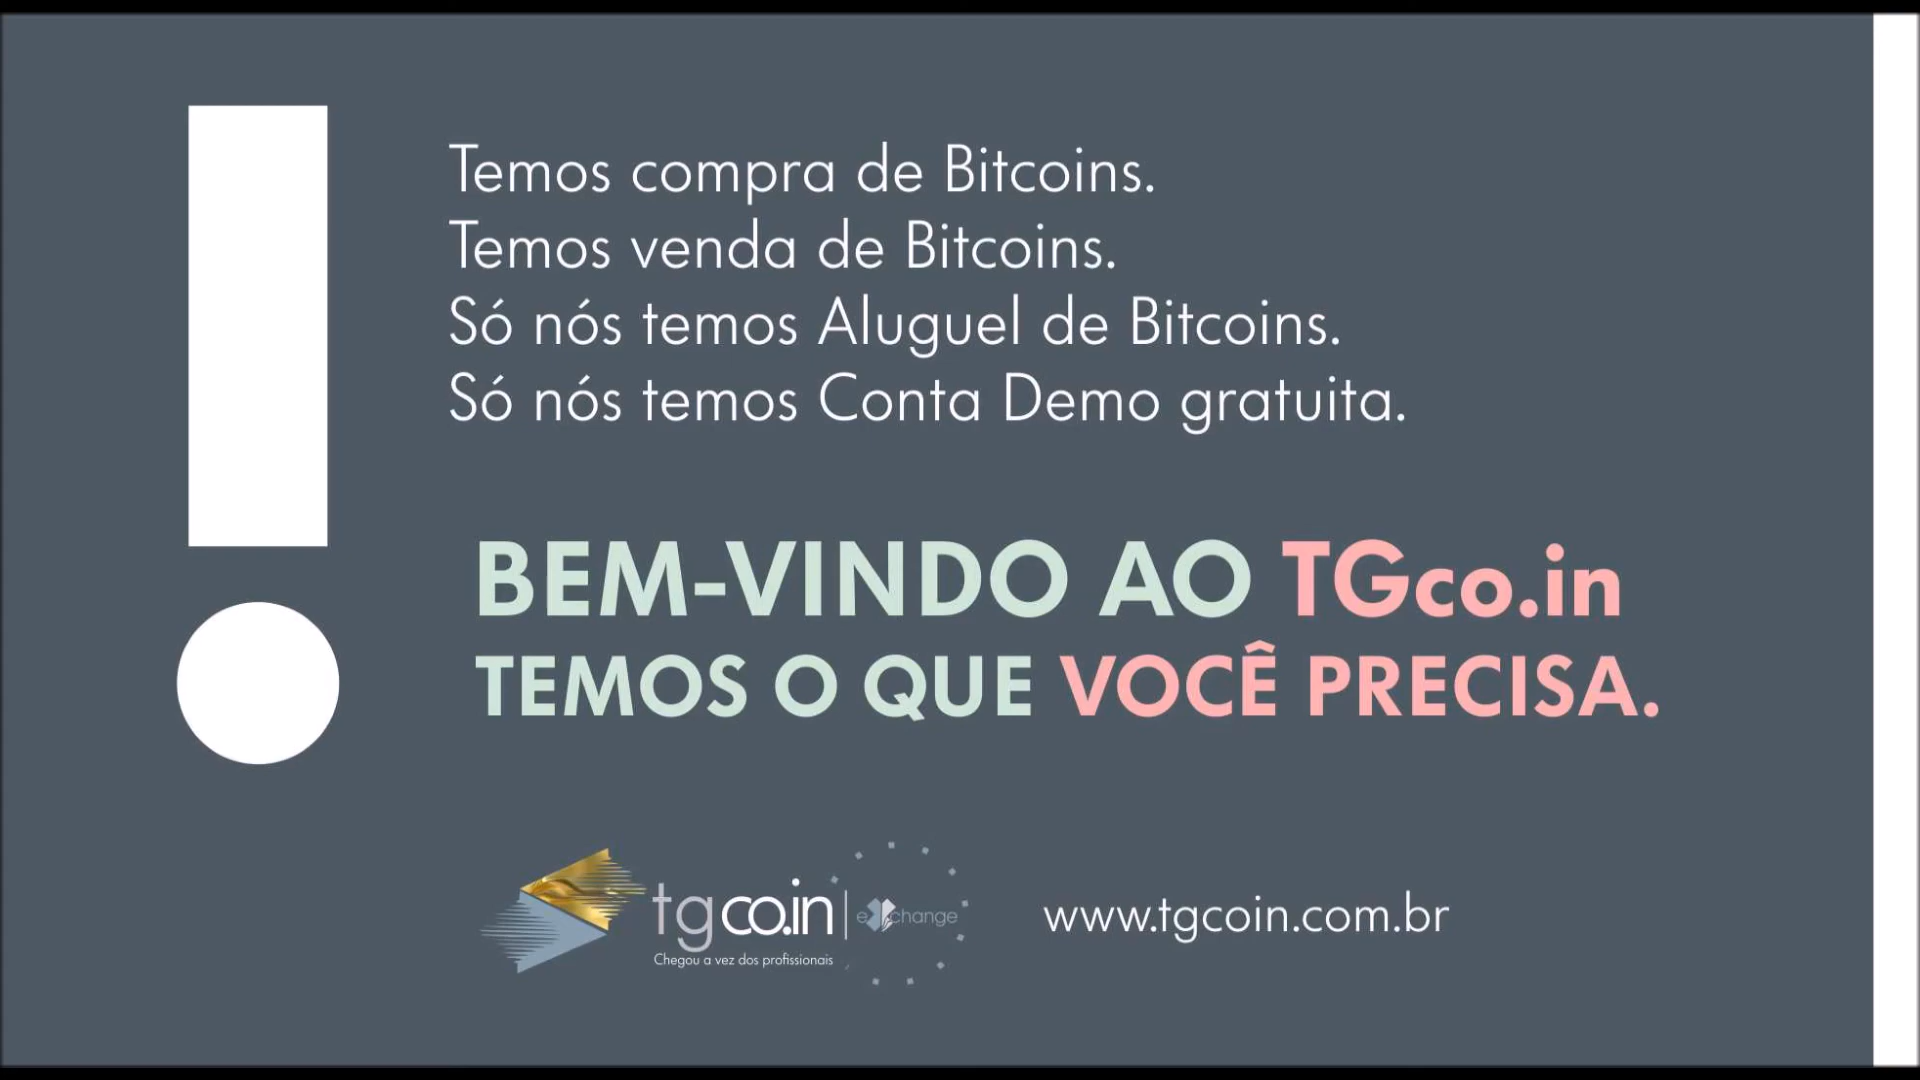 Temos compra de Bitcoins.
Temos venda de Bitcoins.
Só nós temos Aluguel de Bitcoins.
Só nós temos Conta Demo gratuita.
BEM-VINDO AO TGco.in
TEMOS O QUE VOCÊ PRECISA.
tgco.in | exchange
Chegou a vez dos profissionais
www.tgcoin.com.br